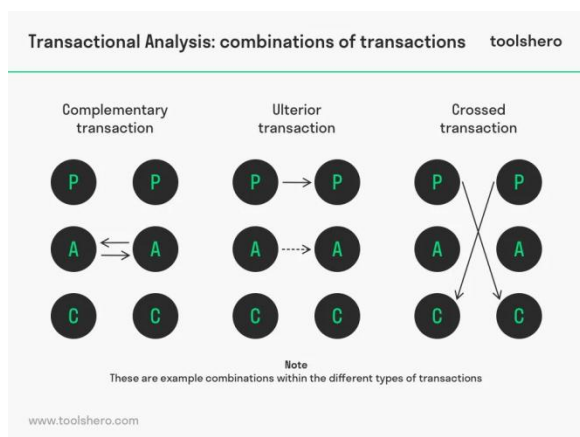 Transactional Analysis: combinations of transactions
toolshero
Complementary
transaction
Ulterior
transaction
Crossed
transaction
P P P P P P
A A A A A A
C C C C C C
Note
These are example combinations within the different types of transactions
www.toolshero.com